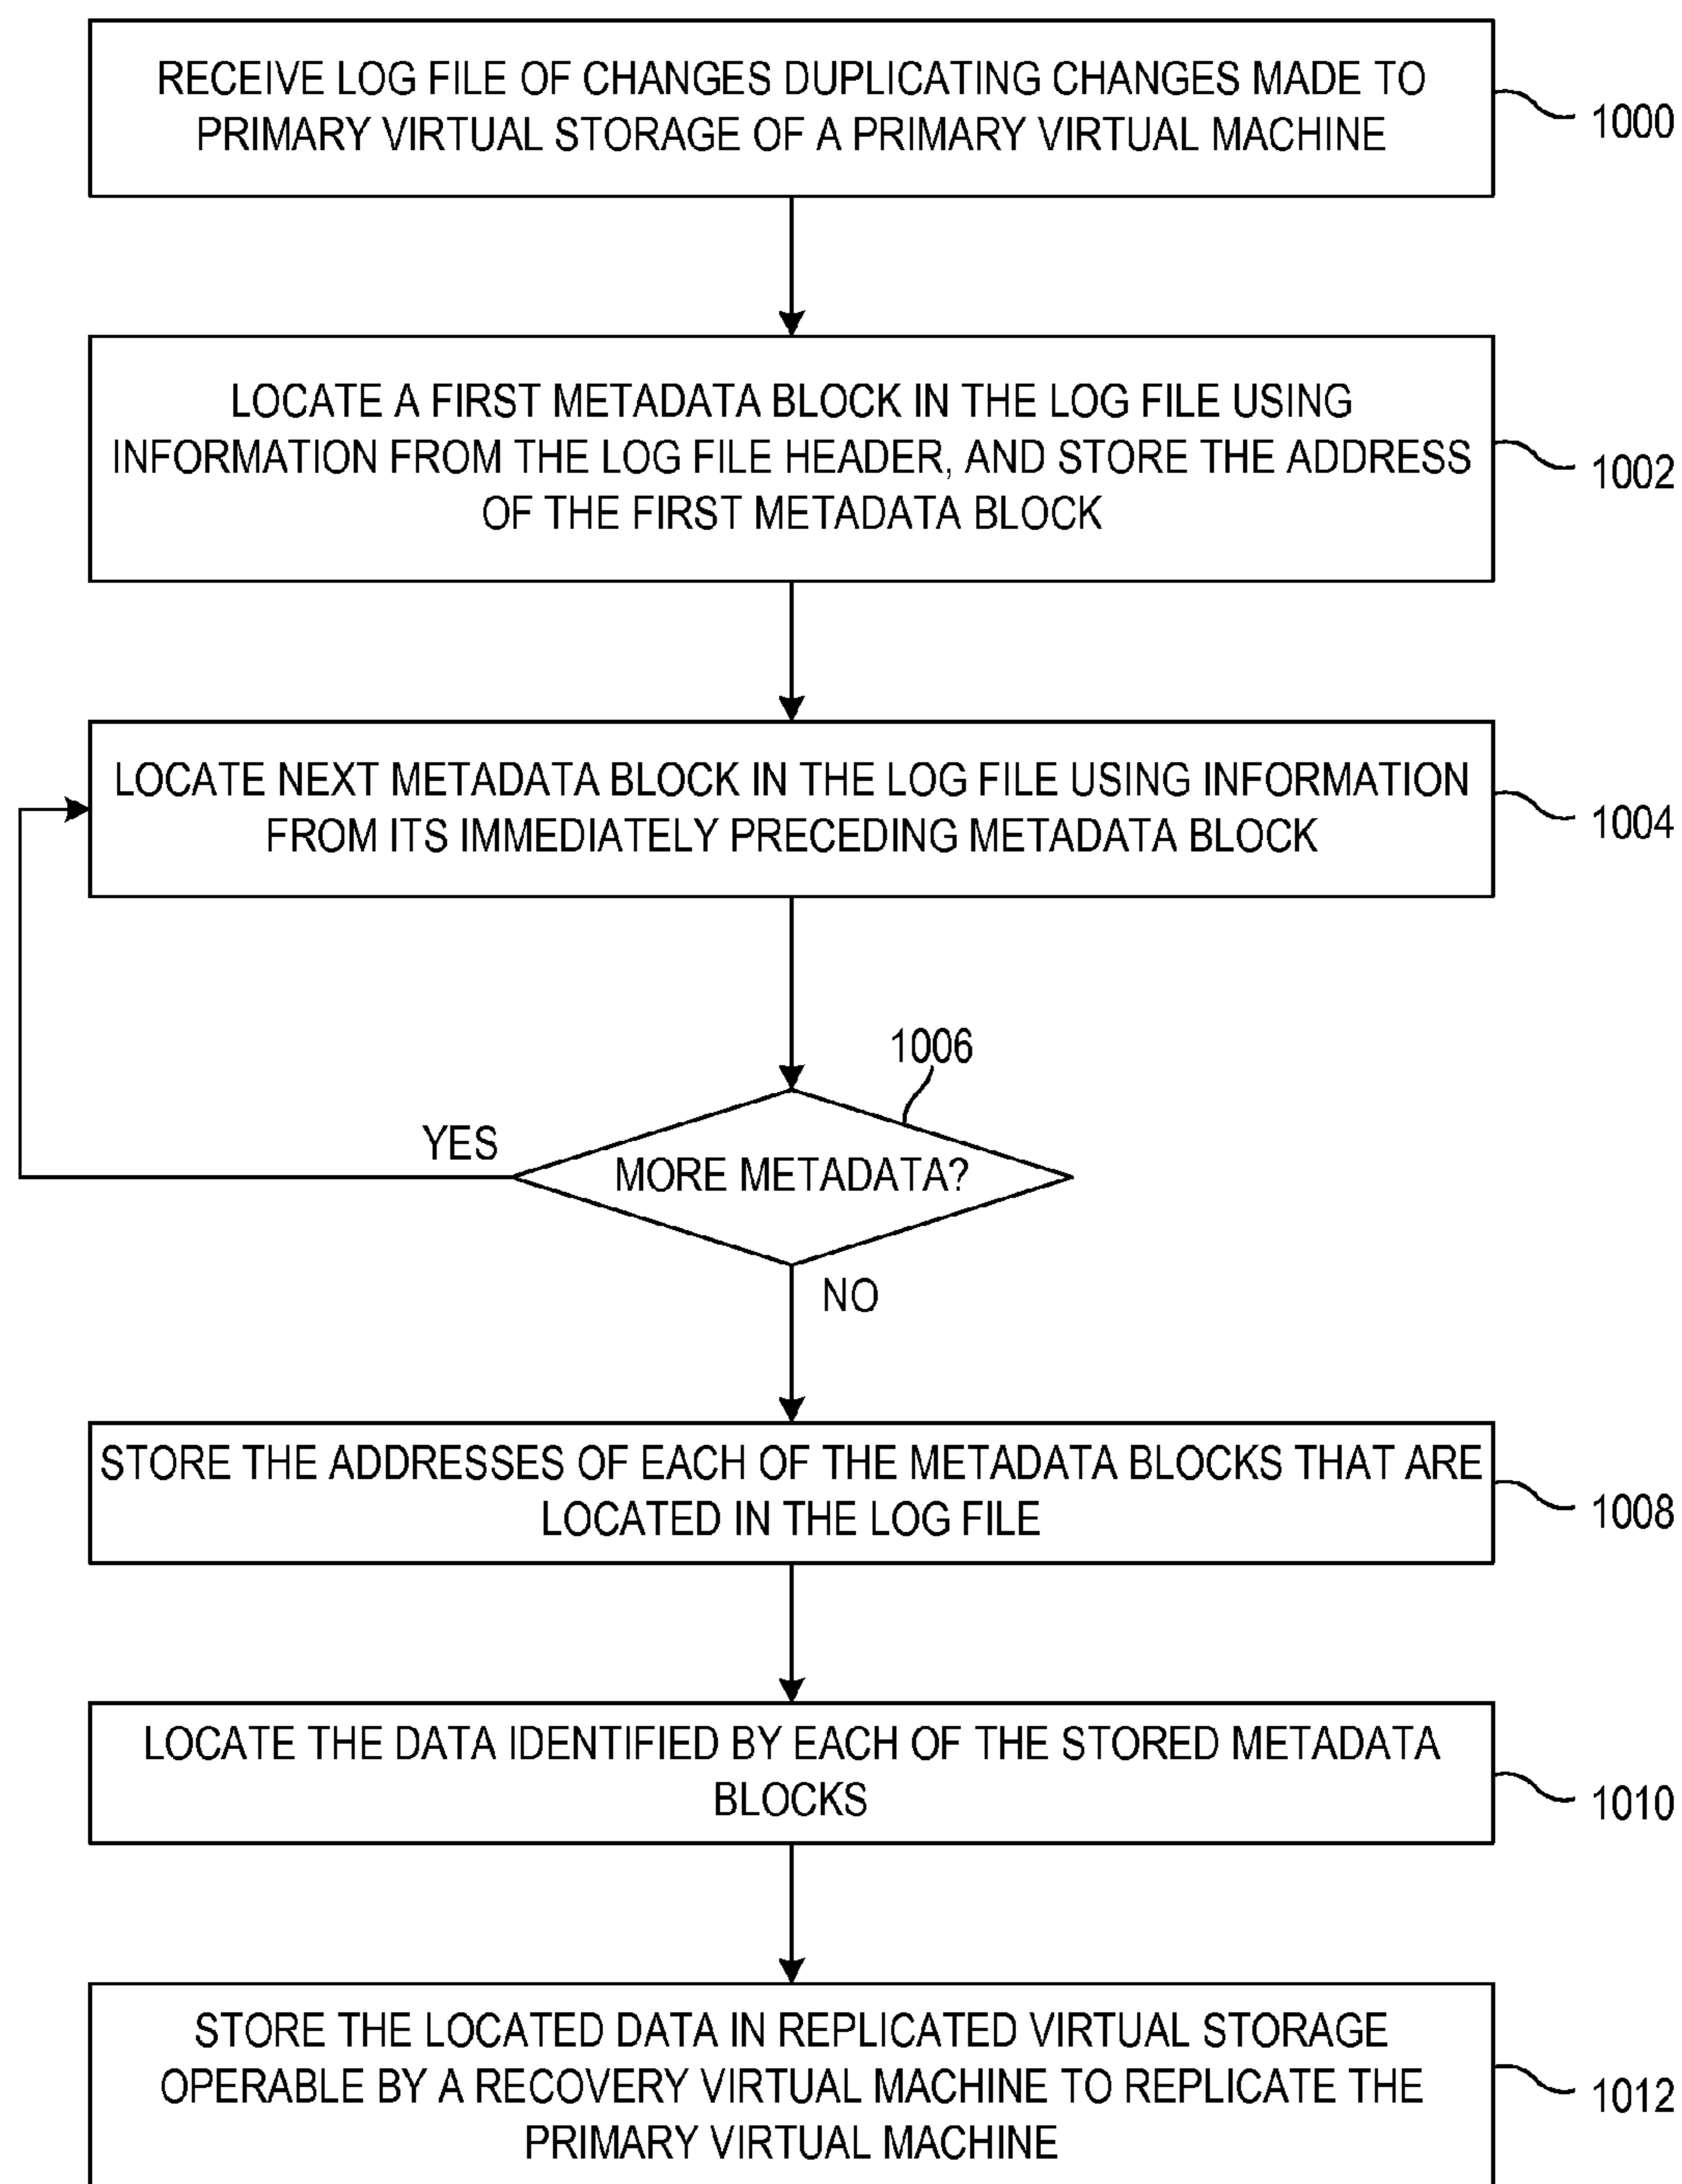 RECEIVE LOG FILE OF CHANGES DUPLICATING CHANGES MADE TO
PRIMARY VIRTUAL STORAGE OF A PRIMARY VIRTUAL MACHINE
1000
LOCATE A FIRST METADATA BLOCK IN THE LOG FILE USING
INFORMATION FROM THE LOG FILE HEADER, AND STORE THE ADDRESS
OF THE FIRST METADATA BLOCK
1002
LOCATE NEXT METADATA BLOCK IN THE LOG FILE USING INFORMATION
FROM ITS IMMEDIATELY PRECEDING METADATA BLOCK
1004
1006
YES
MORE METADATA?
NO
STORE THE ADDRESSES OF EACH OF THE METADATA BLOCKS THAT ARE
LOCATED IN THE LOG FILE
1008
LOCATE THE DATA IDENTIFIED BY EACH OF THE STORED METADATA
BLOCKS
1010
STORE THE LOCATED DATA IN REPLICATED VIRTUAL STORAGE
OPERABLE BY A RECOVERY VIRTUAL MACHINE TO REPLICATE THE
PRIMARY VIRTUAL MACHINE
1012